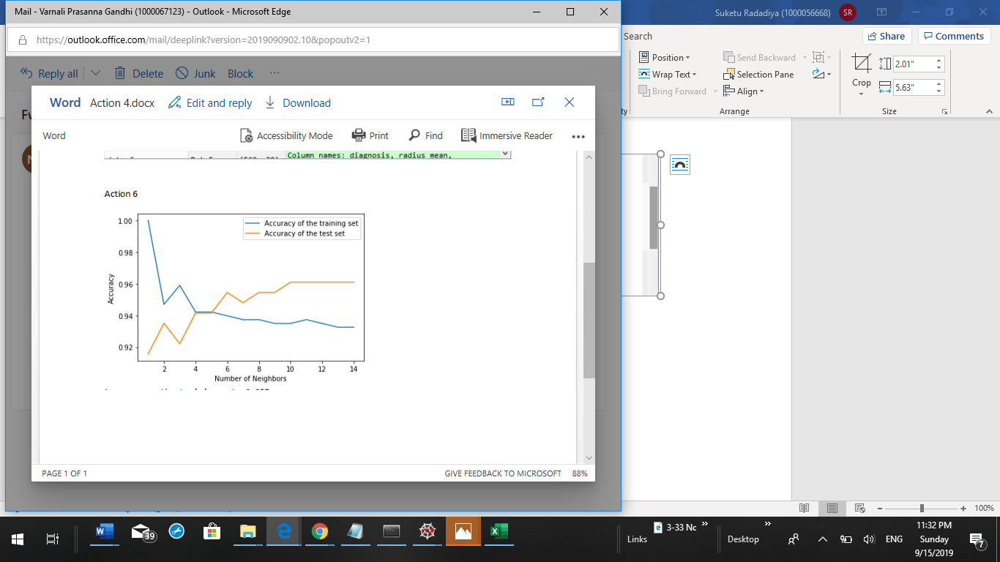 Mail - Varnali Prasanna Gandhi (1000067123) - Outlook - Microsoft Edge
https://outlook.office.com/mail/deeplink?version=2019090902.10&popoutv2=1
Reply all
Delete
Junk
Block
Word
Action 4.docx
Edit and reply
Download
Word
Accessibility Mode
Print
Find
Immersive Reader
Column names: diagnosis, radius mean,
Action 6
Accuracy of the training set
Accuracy of the test set
1.00
0.98
0.96
0.94
0.92
Accuracy
2 4 6 8 10 12 14
Number of Neighbors
PAGE 1 OF 1
GIVE FEEDBACK TO MICROSOFT
88%
Suketu Radadiya (1000056668)
SR
Search
Share
Comments
Position
Wrap Text
Bring Forward
Send Backward
Selection Pane
Align
Arrange
Crop
2.01"
5.63"
Size
100%
39
3-33 Nc
Links
Desktop
ENG
11:32 PM
Sunday
9/15/2019
7